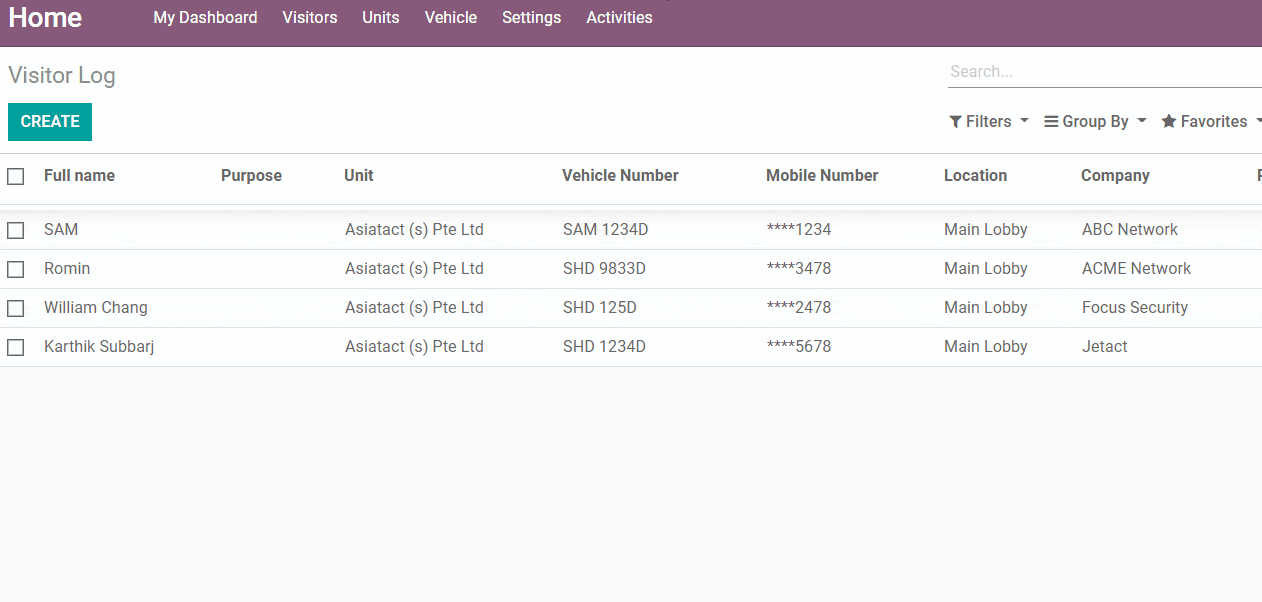 Home My Dashboard Visitors Units Vehicle Settings Activities
Visitor Log Search...
CREATE Filters Group By Favorites
Full name Purpose Unit Vehicle Number Mobile Number Location Company
SAM Asiatact (s) Pte Ltd SAM 1234D ****1234 Main Lobby ABC Network
Romin Asiatact (s) Pte Ltd SHD 9833D ****3478 Main Lobby ACME Network
William Chang Asiatact (s) Pte Ltd SHD 125D ****2478 Main Lobby Focus Security
Karthik Subbarj Asiatact (s) Pte Ltd SHD 1234D ****5678 Main Lobby Jetact